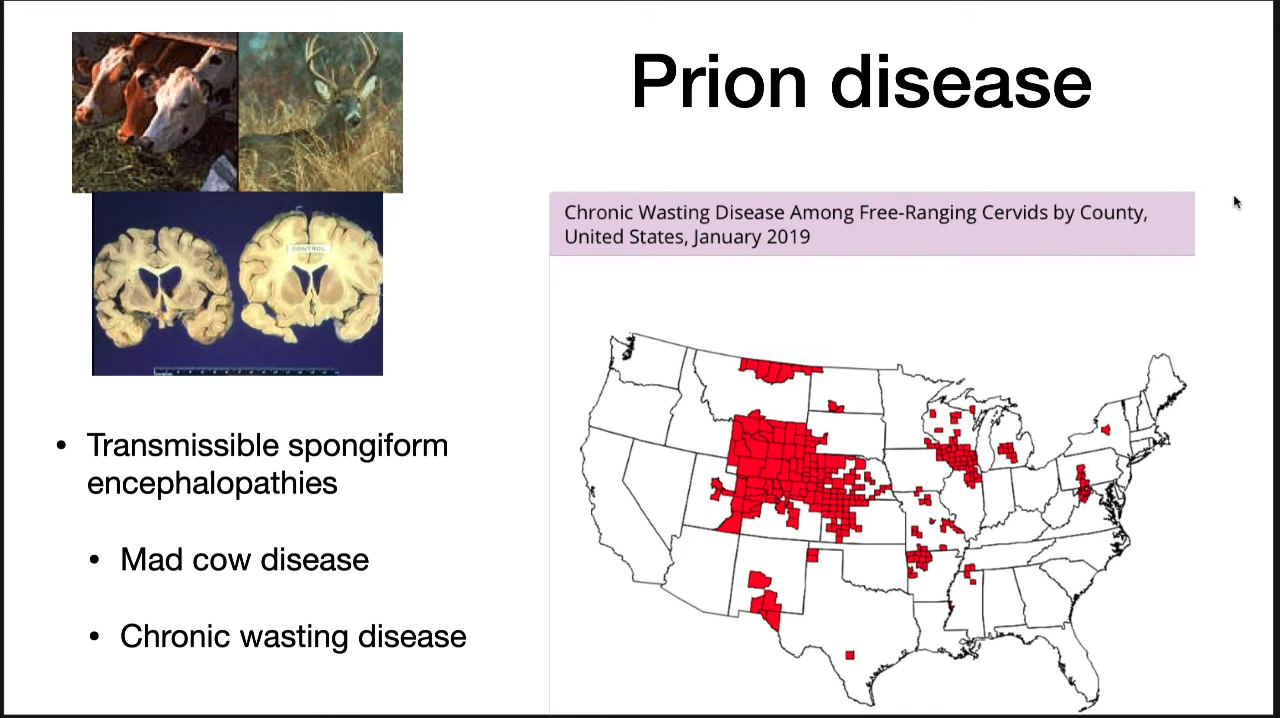 Prion disease
CONTROL
Chronic Wasting Disease Among Free-Ranging Cervids by County,
United States, January 2019
• Transmissible spongiform
encephalopathies
• Mad cow disease
• Chronic wasting disease